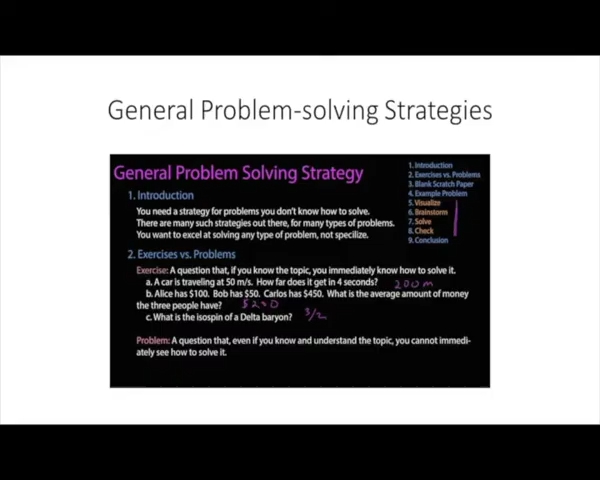 General Problem-solving Strategies
General Problem Solving Strategy
1. Introduction
You need a strategy for problems you don't know how to solve.
There are many such strategies out there, for many types of problems.
You want to excel at solving any type of problem, not specilize.
2. Exercises vs. Problems
Exercise: A question that, if you know the topic, you immediately know how to solve it.
a. A car is traveling at 50 m/s. How far does it get in 4 seconds? 200 m
b. Alice has $100. Bob has $50. Carlos has $450. What is the average amount of money
the three people have? $200
c. What is the isospin of a Delta baryon? 3/2
Problem: A question that, even if you know and understand the topic, you cannot immedi-
ately see how to solve it.
1. Introduction
2. Exercises vs. Problems
3. Blank Scratch Paper
4. Example Problem
5. Visualize
6. Brainstorm
7. Solve
8. Check
9. Conclusion